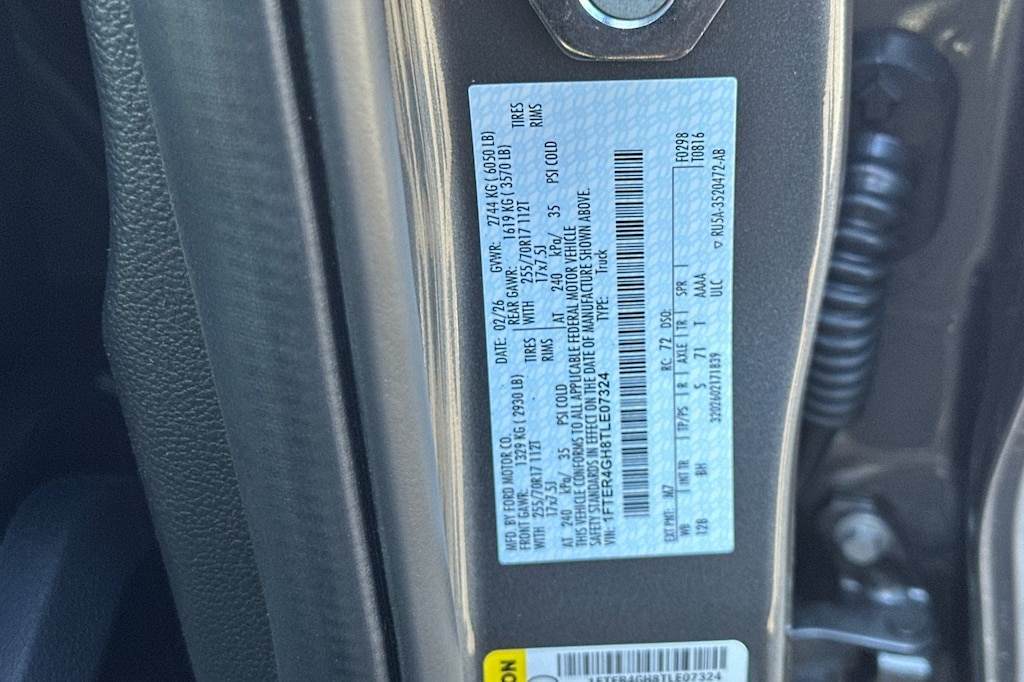 MFD. BY FORD MOTOR CO. DATE: 02/26 GVWR: 2744 KG ( 6050 LB)
FRONT GAWR: REAR GAWR:
1329 KG ( 2930 LB) TIRES 1619 KG ( 3570 LB) TIRES
WITH 255/70R17 112T RIMS WITH 255/70R17 112T RIMS
17x7.5J 17x7.5J
AT 240 kPa/ 35 PSI COLD AT 240 kPa/ 35 PSI COLD
THIS VEHICLE CONFORMS TO ALL APPLICABLE FEDERAL MOTOR VEHICLE
SAFETY STANDARDS IN EFFECT ON THE DATE OF MANUFACTURE SHOWN ABOVE.
VIN: 1FTER4GH8TLE07324 TYPE: Truck
EXT PNT: M7 RC: 72 DSO: F0298
WB INT TR TP/PS R AXLE TR SPR T0816
128 BH S 71 T AAAA
3202602171839 ULC ▽ RU5A-3520472-AB
ON
1FTER4GH8TLE07324